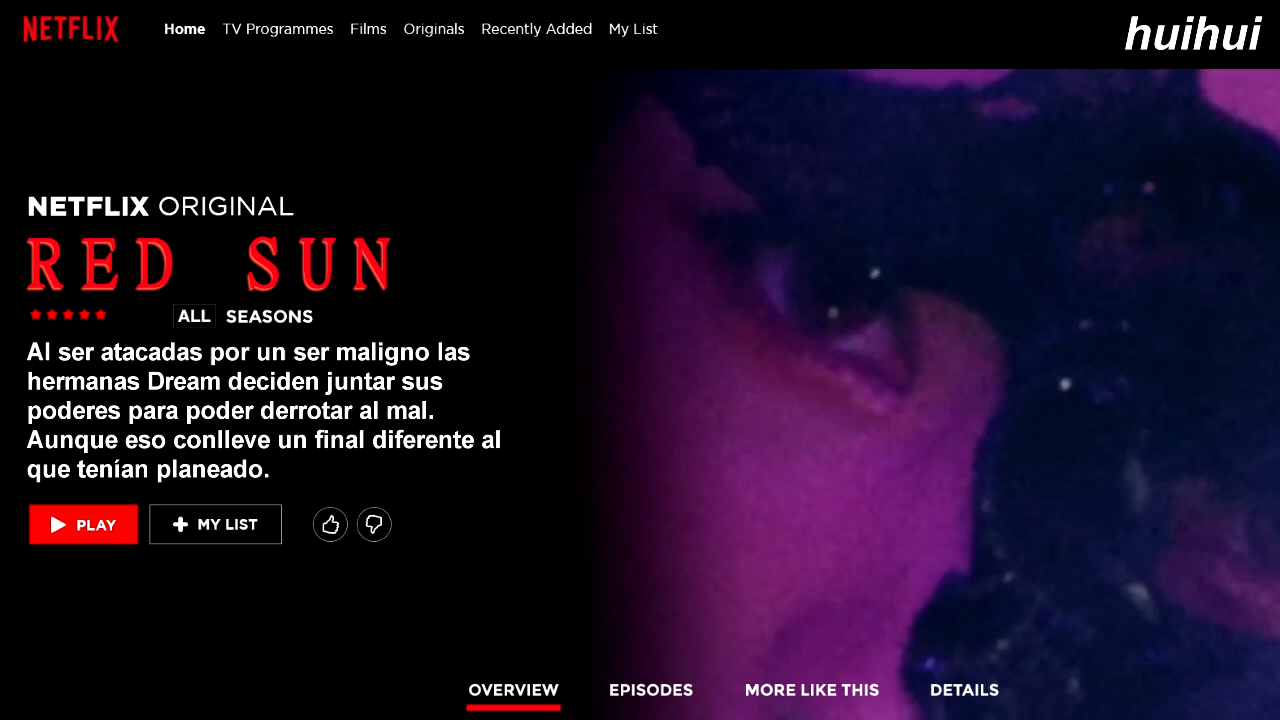 NETFLIX Home TV Programmes Films Originals Recently Added My List huihui
NETFLIX ORIGINAL
RED SUN
ALL SEASONS
Al ser atacadas por un ser maligno las
hermanas Dream deciden juntar sus
poderes para poder derrotar al mal.
Aunque eso conlleve un final diferente al
que tenían planeado.
PLAY MY LIST
OVERVIEW EPISODES MORE LIKE THIS DETAILS